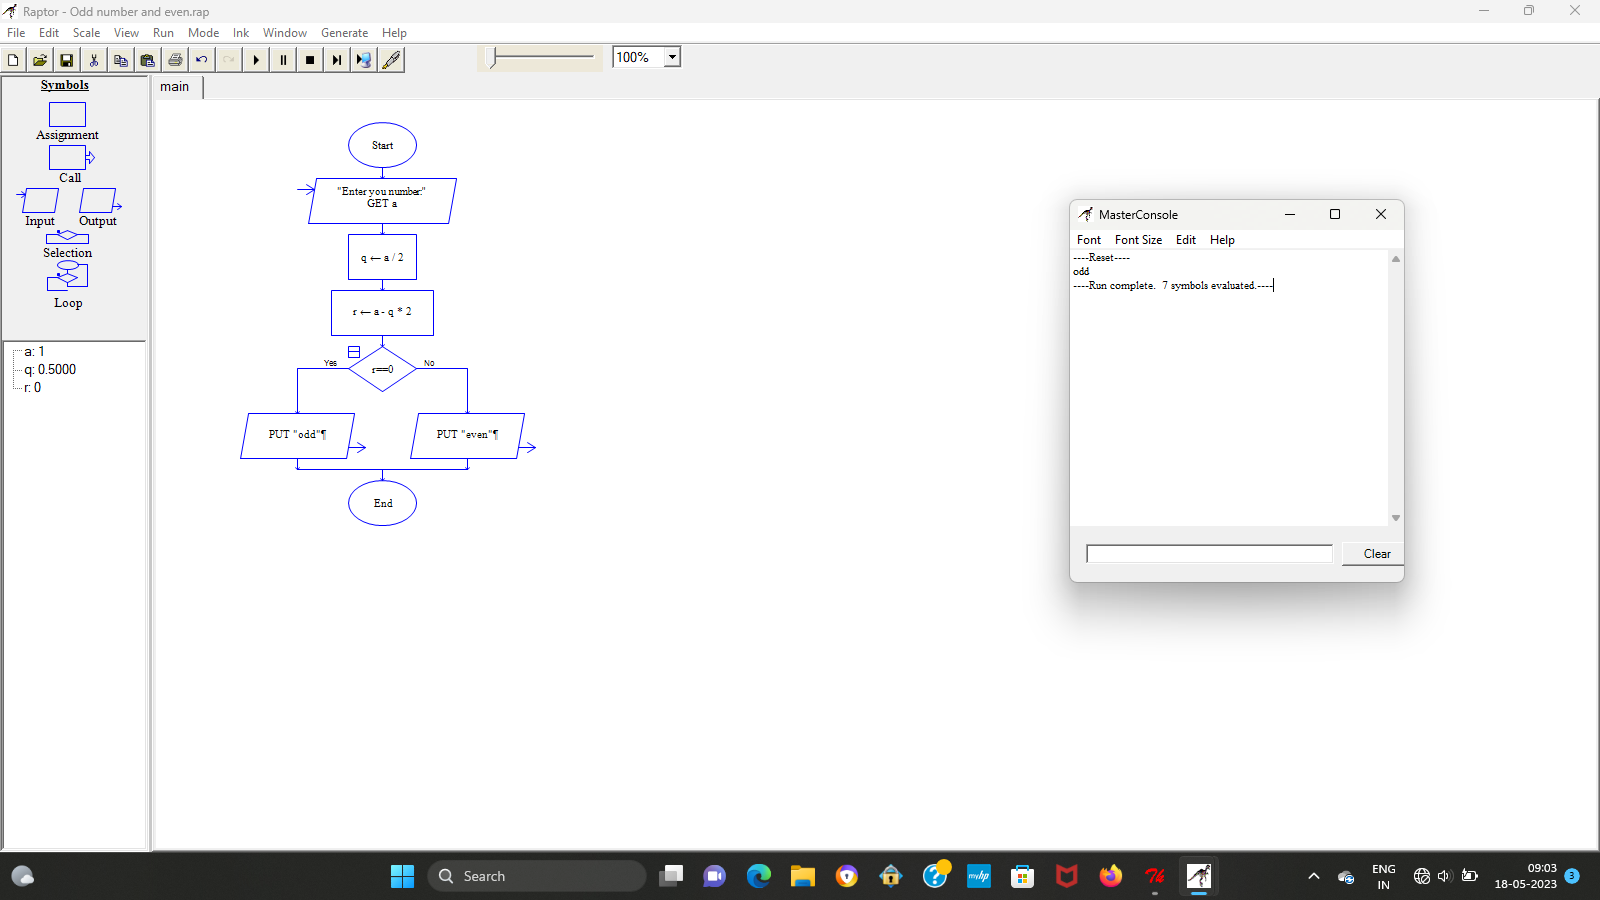 Raptor - Odd number and even.rap
File Edit Scale View Run Mode Ink Window Generate Help
100%
Symbols
Assignment
Call
Input Output
Selection
Loop
a: 1
q: 0.5000
r: 0
main
Start
"Enter you number:"
GET a
q ← a / 2
r ← a - q * 2
Yes
r==0
No
PUT "odd"¶
PUT "even"¶
End
MasterConsole
Font Font Size Edit Help
----Reset----
odd
----Run complete. 7 symbols evaluated.----
Clear
Search
myhp
ENG
IN
09:03
18-05-2023
3